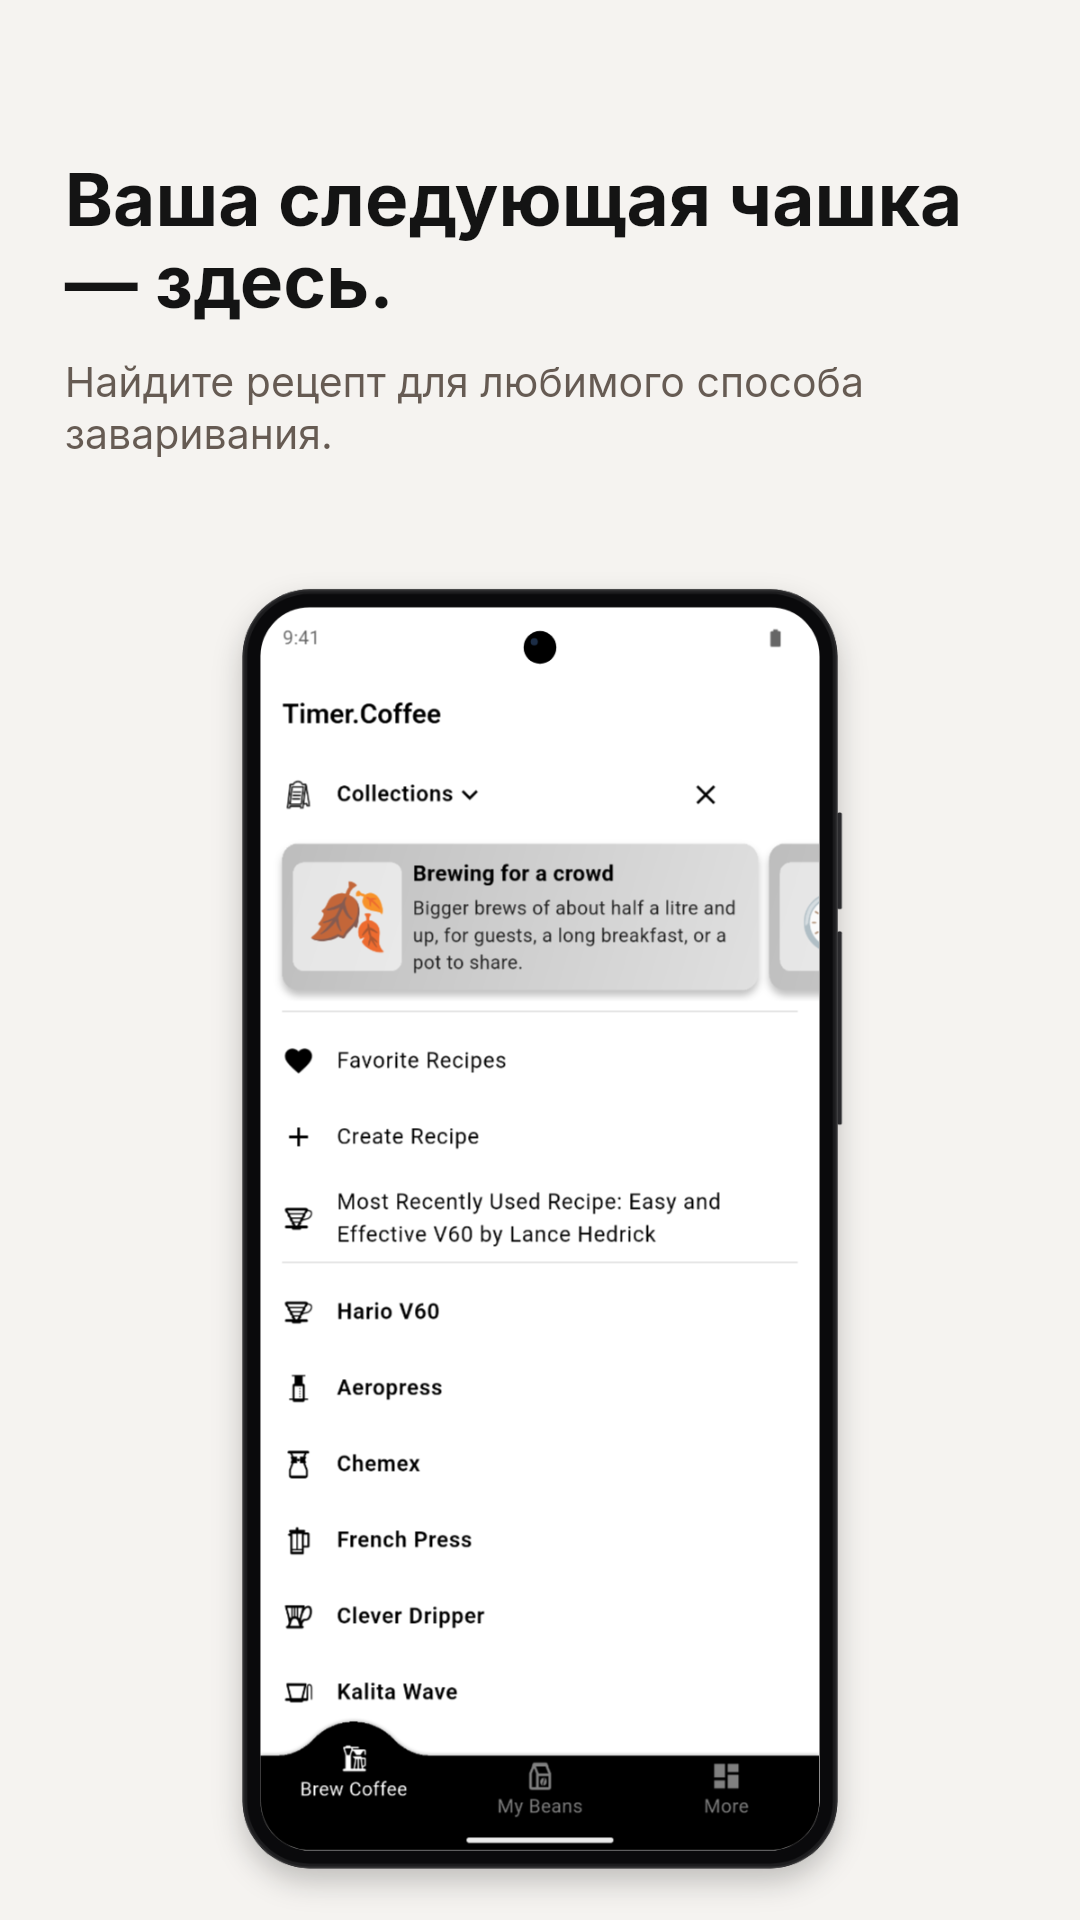 Ваша следующая чашка
— здесь.
Найдите рецепт для любимого способа
заваривания.
9:41
Timer.Coffee
Collections
Brewing for a crowd
Bigger brews of about half a litre and
up, for guests, a long breakfast, or a
pot to share.
Favorite Recipes
Create Recipe
Most Recently Used Recipe: Easy and
Effective V60 by Lance Hedrick
Hario V60
Aeropress
Chemex
French Press
Clever Dripper
Kalita Wave
Brew Coffee
My Beans
More